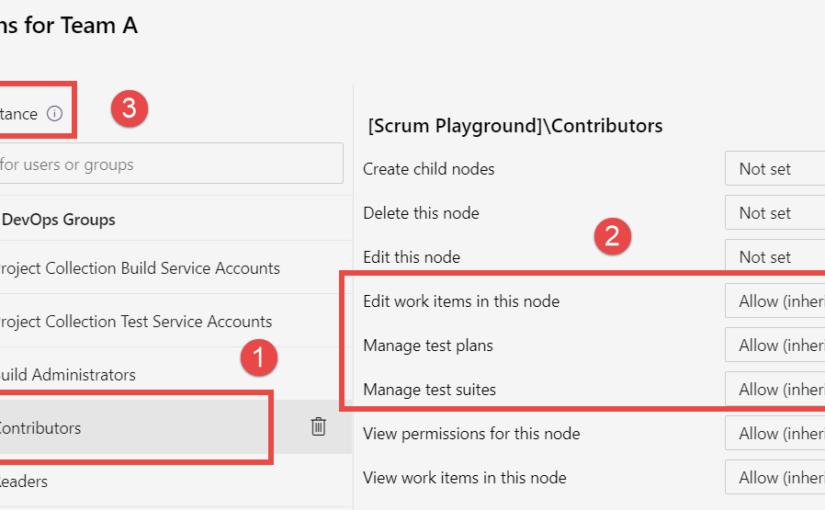 ns for Team A
tance
3
for users or groups
DevOps Groups
roject Collection Build Service Accounts
roject Collection Test Service Accounts
1
uild Administrators
ontributors
eaders
[Scrum Playground]\Contributors
Create child nodes Not set
Delete this node Not set
2
Edit this node Not set
Edit work items in this node Allow (inher
Manage test plans Allow (inher
Manage test suites Allow (inher
View permissions for this node Allow (inher
View work items in this node Allow (inher